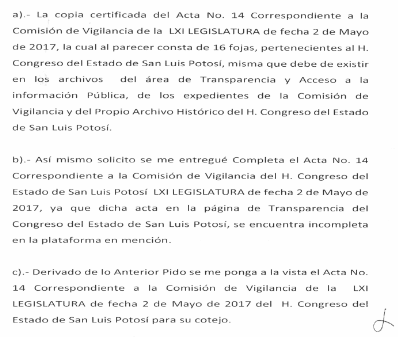 a).- La copia certificada del Acta No. 14 Correspondiente a la
Comisión de Vigilancia de la LXI LEGISLATURA de fecha 2 de Mayo
de 2017, la cual al parecer consta de 16 fojas, pertenecientes al H.
Congreso del Estado de San Luis Potosí, misma que debe de existir
en los archivos del área de Transparencia y Acceso a la
información Pública, de los expedientes de la Comisión de
Vigilancia y del Propio Archivo Histórico del H. Congreso del Estado
de San Luis Potosí.
b).- Así mismo solicito se me entregué Completa el Acta No. 14
Correspondiente a la Comisión de Vigilancia del H. Congreso del
Estado de San Luis Potosí LXI LEGISLATURA de fecha 2 de Mayo de
2017, ya que dicha acta en la página de Transparencia del
Congreso del Estado de San Luis Potosí, se encuentra incompleta
en la plataforma en mención.
c).- Derivado de lo Anterior Pido se me ponga a la vista el Acta No.
14 Correspondiente a la Comisión de Vigilancia de la LXI
LEGISLATURA de fecha 2 de Mayo de 2017 del H. Congreso del
Estado de San Luis Potosí para su cotejo.